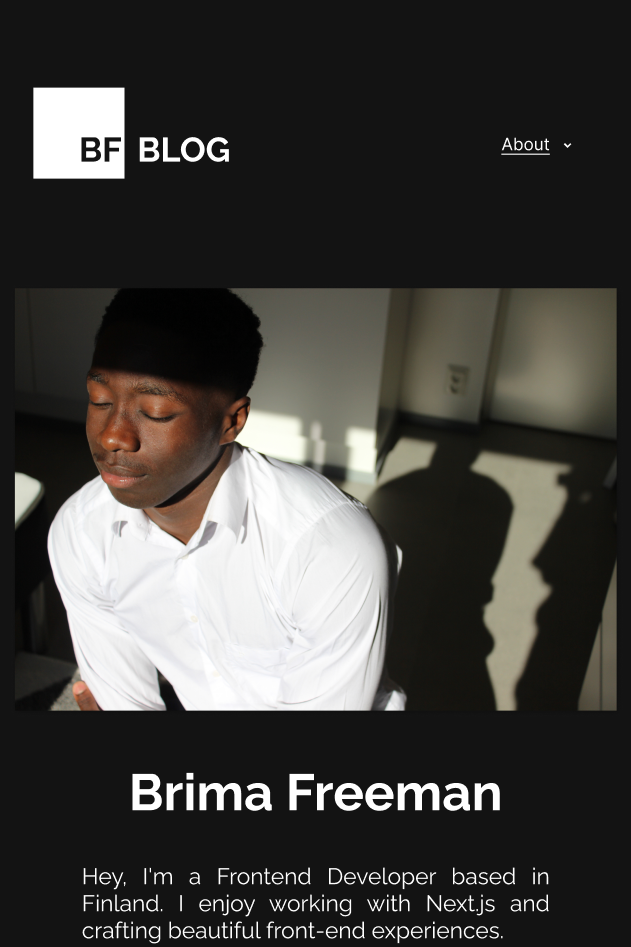 BF BLOG
About
Brima Freeman
Hey, I'm a Frontend Developer based in
Finland. I enjoy working with Next.js and
crafting beautiful front-end experiences.